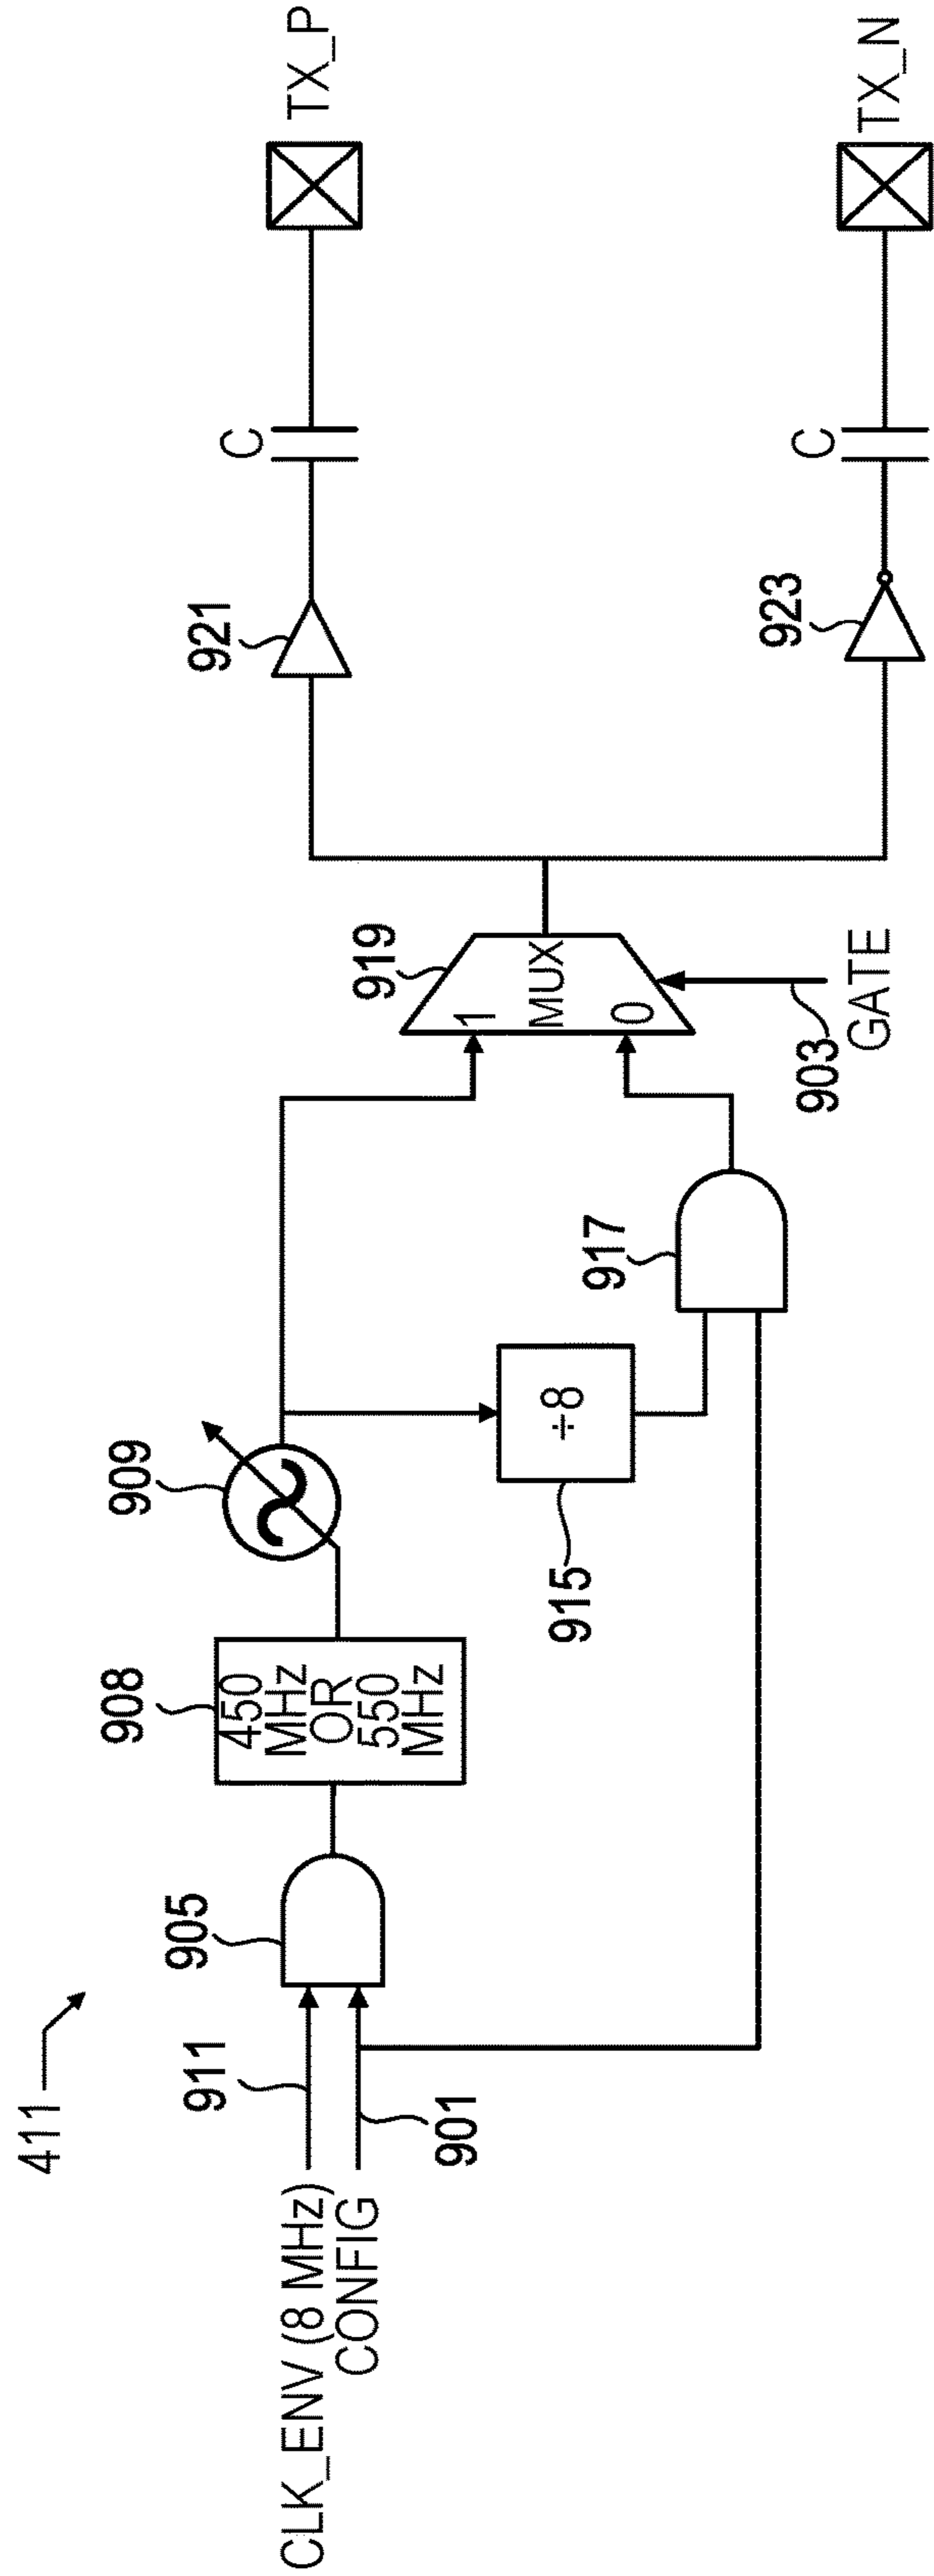 411
CLK_ENV (8 MHz)
CONFIG
911
901
905
908
450
MHz
OR
550
MHz
909
915
÷8
917
919
1
MUX
0
903
GATE
921
C
TX_P
923
C
TX_N